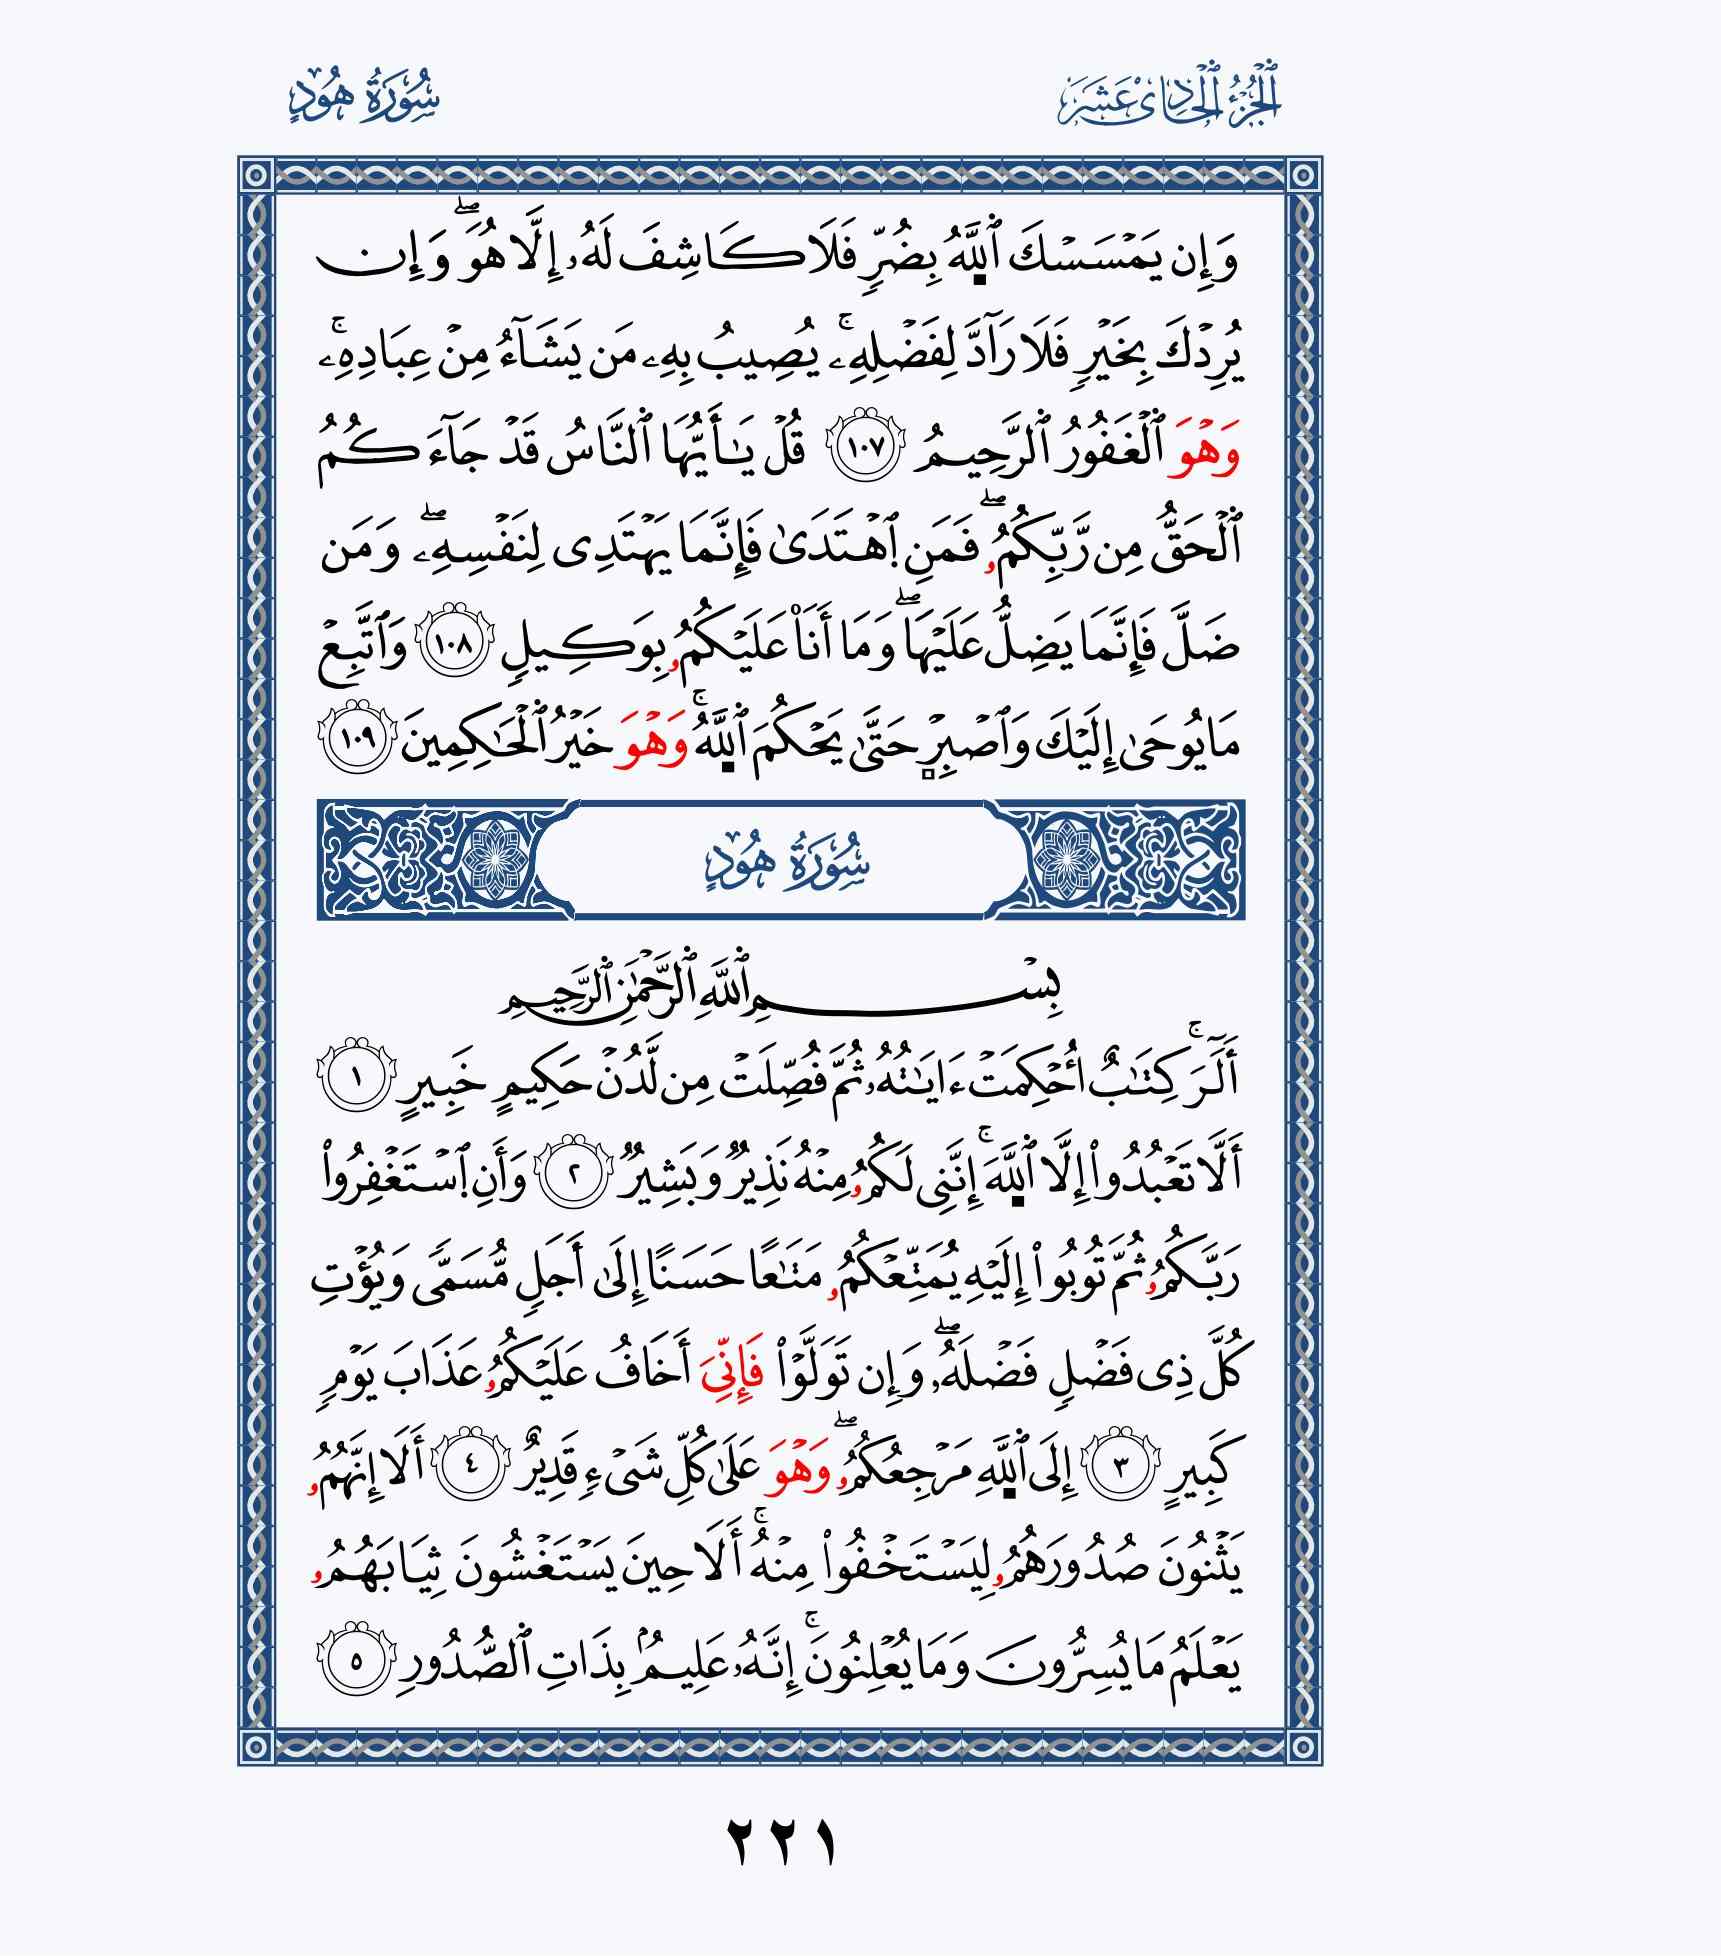 ٱلْجُزْءُ ٱلْحَادِيَ عَشَرَ
سُورَةُ هُودٍ
وَإِن يَمْسَسْكَ ٱللَّهُ بِضُرٍّ فَلَا كَاشِفَ لَهُۥ إِلَّا هُوَۖ وَإِن
يُرِدْكَ بِخَيْرٍ فَلَا رَآدَّ لِفَضْلِهِۦۚ يُصِيبُ بِهِۦ مَن يَشَآءُ مِنْ عِبَادِهِۦۚ
وَهْوَ ٱلْغَفُورُ ٱلرَّحِيمُ ١٠٧ قُلْ يَـٰٓأَيُّهَا ٱلنَّاسُ قَدْ جَآءَكُمُ
ٱلْحَقُّ مِن رَّبِّكُمُۥۖ فَمَنِ ٱهْتَدَىٰ فَإِنَّمَا يَهْتَدِى لِنَفْسِهِۦۖ وَمَن
ضَلَّ فَإِنَّمَا يَضِلُّ عَلَيْهَاۖ وَمَا أَنَا۠ عَلَيْكُمُۥ بِوَكِيلٍ ١٠٨ وَٱتَّبِعْ
مَا يُوحَىٰ إِلَيْكَ وَٱصْبِرْ حَتَّىٰ يَحْكُمَ ٱللَّهُۚ وَهْوَ خَيْرُ ٱلْحَـٰكِمِينَ ١٠٩
سُورَةُ هُودٍ
بِسْمِ ٱللَّهِ ٱلرَّحْمَـٰنِ ٱلرَّحِيمِ
أَلَٓرَۚ كِتَـٰبٌ أُحْكِمَتْ ءَايَـٰتُهُۥ ثُمَّ فُصِّلَتْ مِن لَّدُنْ حَكِيمٍ خَبِيرٍ ١
أَلَّا تَعْبُدُوا۟ إِلَّا ٱللَّهَۚ إِنَّنِى لَكُمُۥ مِنْهُ نَذِيرٌ وَبَشِيرٌ ٢ وَأَنِ ٱسْتَغْفِرُوا۟
رَبَّكُمُۥ ثُمَّ تُوبُوا۟ إِلَيْهِ يُمَتِّعْكُمُۥ مَتَـٰعًا حَسَنًا إِلَىٰ أَجَلٍ مُّسَمًّى وَيُؤْتِ
كُلَّ ذِى فَضْلٍ فَضْلَهُۥۖ وَإِن تَوَلَّوْا۟ فَإِنِّىَ أَخَافُ عَلَيْكُمُۥ عَذَابَ يَوْمٍ
كَبِيرٍ ٣ إِلَى ٱللَّهِ مَرْجِعُكُمُۥۖ وَهْوَ عَلَىٰ كُلِّ شَىْءٍ قَدِيرٌ ٤ أَلَا إِنَّهُمُۥ
يَثْنُونَ صُدُورَهُمُۥ لِيَسْتَخْفُوا۟ مِنْهُۚ أَلَا حِينَ يَسْتَغْشُونَ ثِيَابَهُمُۥ
يَعْلَمُ مَا يُسِرُّونَ وَمَا يُعْلِنُونَۚ إِنَّهُۥ عَلِيمٌۢ بِذَاتِ ٱلصُّدُورِ ٥
٢٢١